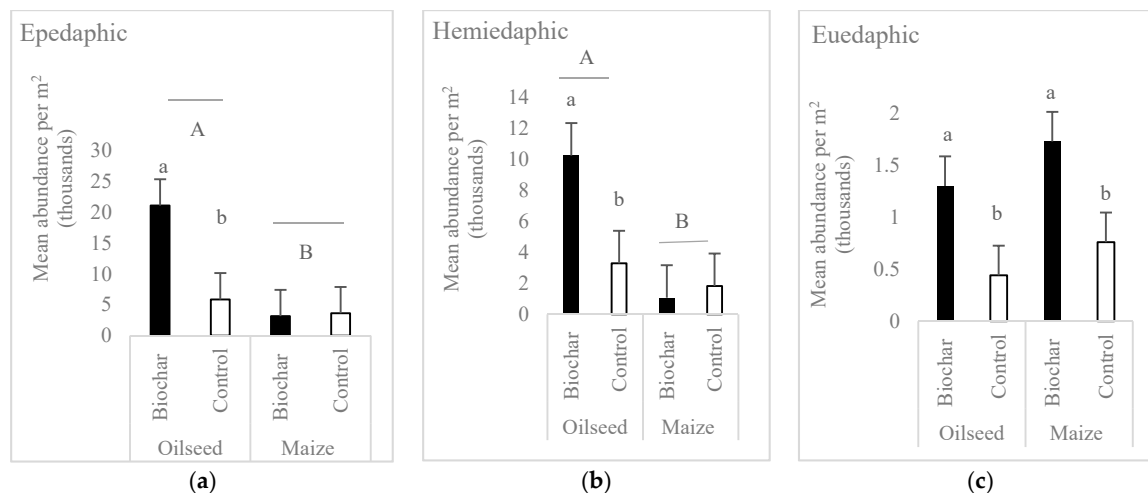 Epedaphic
Mean abundance per m²
(thousands)
30
25
20
15
10
5
0
A
a
b
B
Biochar
Control
Biochar
Control
Oilseed
Maize
(a)
Hemiedaphic
Mean abundance per m²
(thousands)
14
12
10
8
6
4
2
0
A
a
b
B
Biochar
Control
Biochar
Control
Oilseed
Maize
(b)
Euedaphic
Mean abundance per m²
(thousands)
2
1.5
1
0.5
0
a
b
a
b
Biochar
Control
Biochar
Control
Oilseed
Maize
(c)